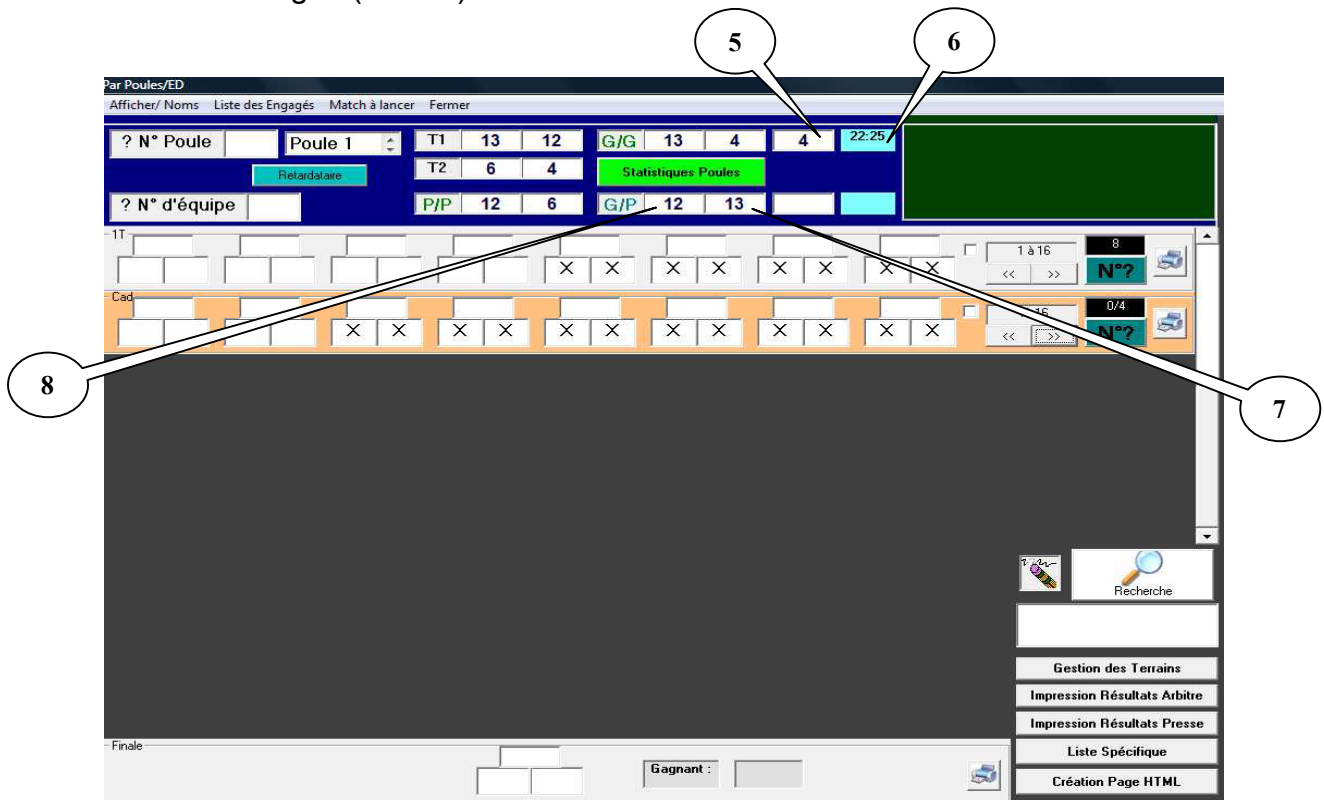 5 6
Par Poules/ED
Afficher/ Noms Liste des Engagés Match à lancer Fermer
? N° Poule Poule 1 T1 13 12 G/G 13 4 4 22:25
Retardataire T2 6 4 Statistiques Poules
? N° d'équipe P/P 12 6 G/P 12 13
1T
1 à 16 8
X X X X X X X X << >> N°?
Cad
16 0/4
X X X X X X X X X X X X << >> N°?
8
7
Recherche
Gestion des Terrains
Impression Résultats Arbitre
Impression Résultats Presse
Finale
Liste Spécifique
Gagnant :
Création Page HTML